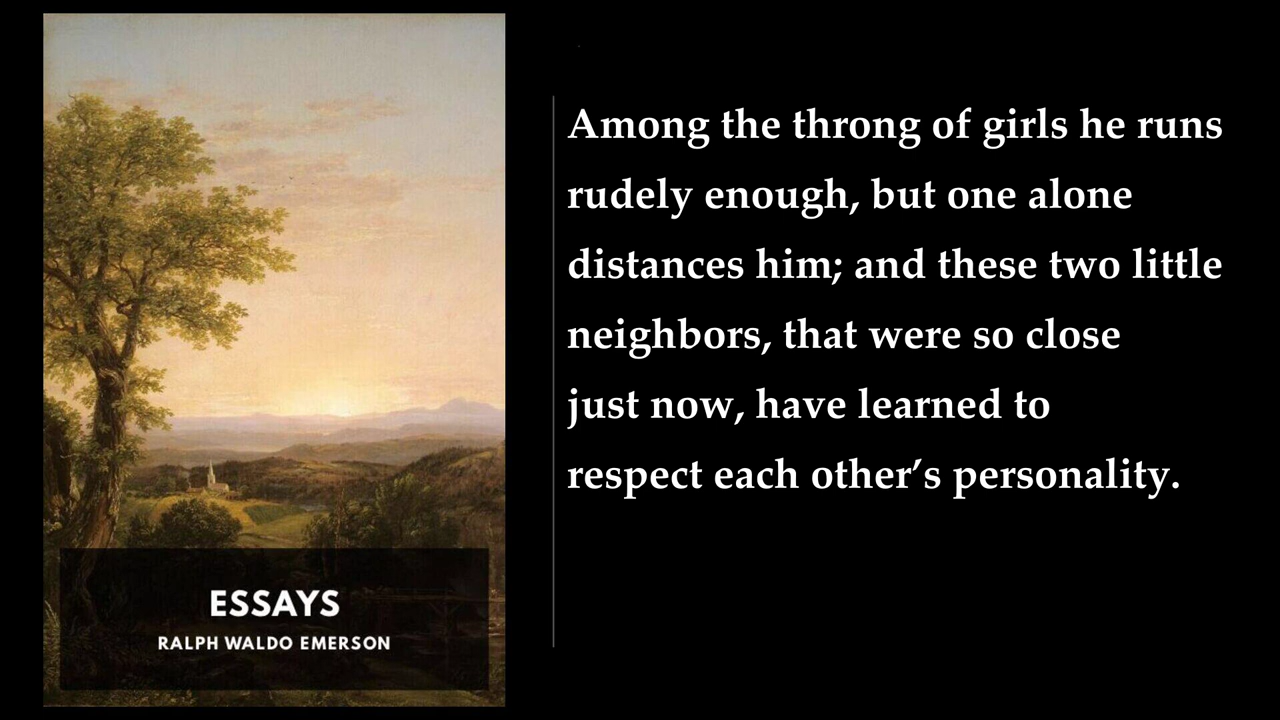 Among the throng of girls he runs
rudely enough, but one alone
distances him; and these two little
neighbors, that were so close
just now, have learned to
respect each other’s personality.
ESSAYS
RALPH WALDO EMERSON